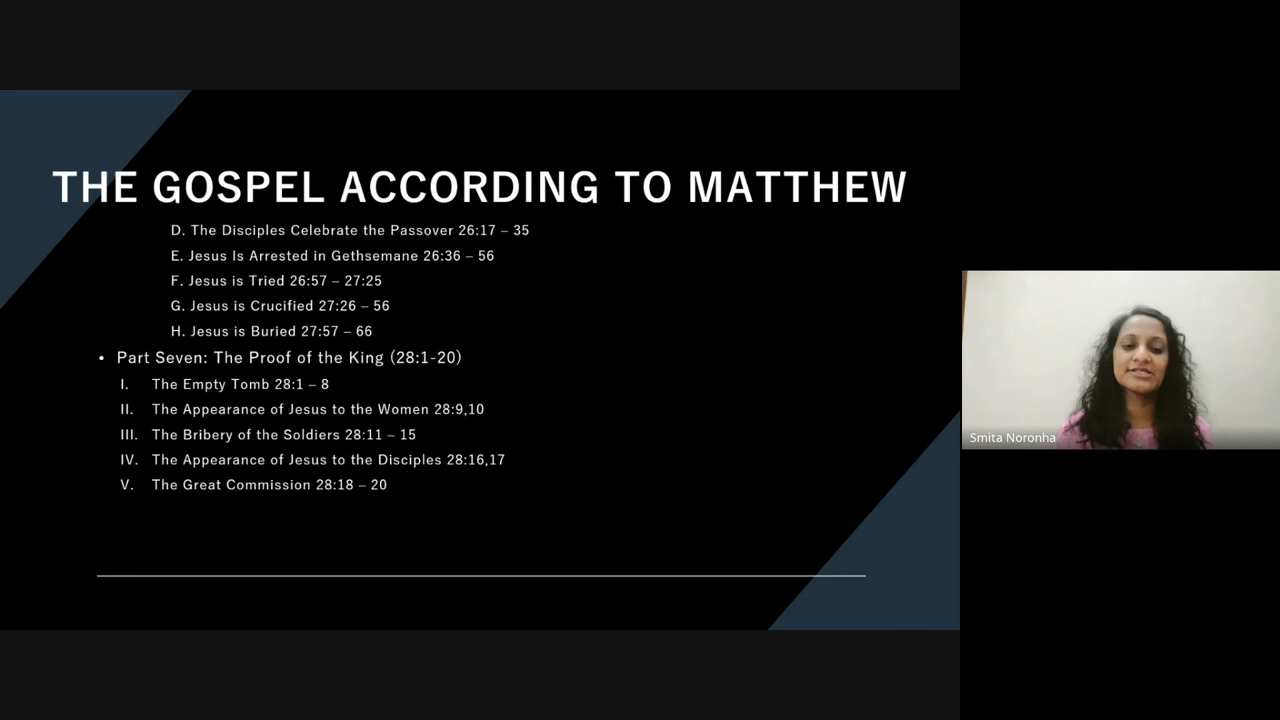 THE GOSPEL ACCORDING TO MATTHEW
D. The Disciples Celebrate the Passover 26:17 – 35
E. Jesus Is Arrested in Gethsemane 26:36 – 56
F. Jesus is Tried 26:57 – 27:25
G. Jesus is Crucified 27:26 – 56
H. Jesus is Buried 27:57 – 66
• Part Seven: The Proof of the King (28:1-20)
I. The Empty Tomb 28:1 – 8
II. The Appearance of Jesus to the Women 28:9,10
III. The Bribery of the Soldiers 28:11 – 15
IV. The Appearance of Jesus to the Disciples 28:16,17
V. The Great Commission 28:18 – 20
Smita Noronha